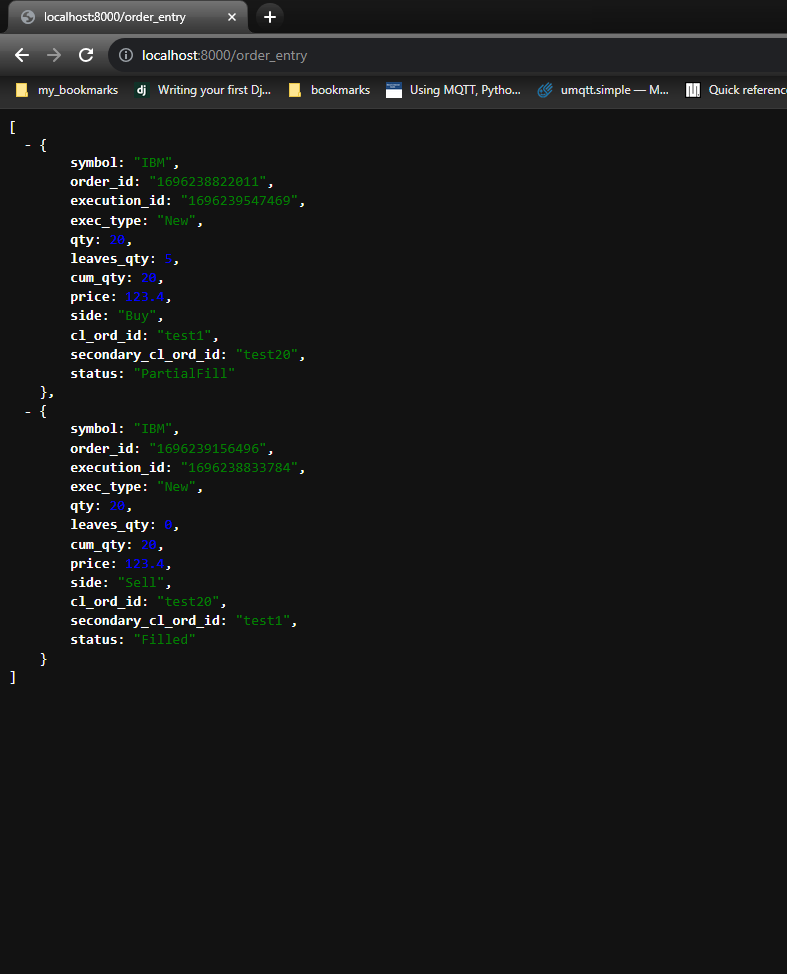 localhost:8000/order_entry
localhost:8000/order_entry
my_bookmarks dj Writing your first Dj... bookmarks Using MQTT, Pytho... umqtt.simple — M... Quick reference
[
- {
symbol: "IBM",
order_id: "1696238822011",
execution_id: "1696239547469",
exec_type: "New",
qty: 20,
leaves_qty: 5,
cum_qty: 20,
price: 123.4,
side: "Buy",
cl_ord_id: "test1",
secondary_cl_ord_id: "test20",
status: "PartialFill"
},
- {
symbol: "IBM",
order_id: "1696239156496",
execution_id: "1696238833784",
exec_type: "New",
qty: 20,
leaves_qty: 0,
cum_qty: 20,
price: 123.4,
side: "Sell",
cl_ord_id: "test20",
secondary_cl_ord_id: "test1",
status: "Filled"
}
]